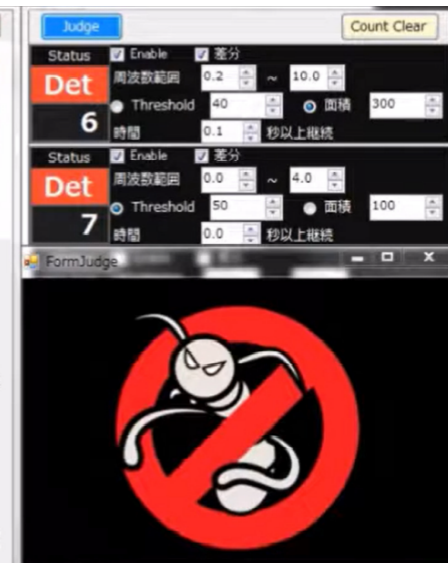 Judge Count Clear
Status Enable 差分
Det 周波数範囲 0.2 ~ 10.0
Threshold 40 面積 300
6 時間 0.1 秒以上継続
Status Enable 差分
Det 周波数範囲 0.0 ~ 4.0
Threshold 50 面積 100
7 時間 0.0 秒以上継続
FormJudge